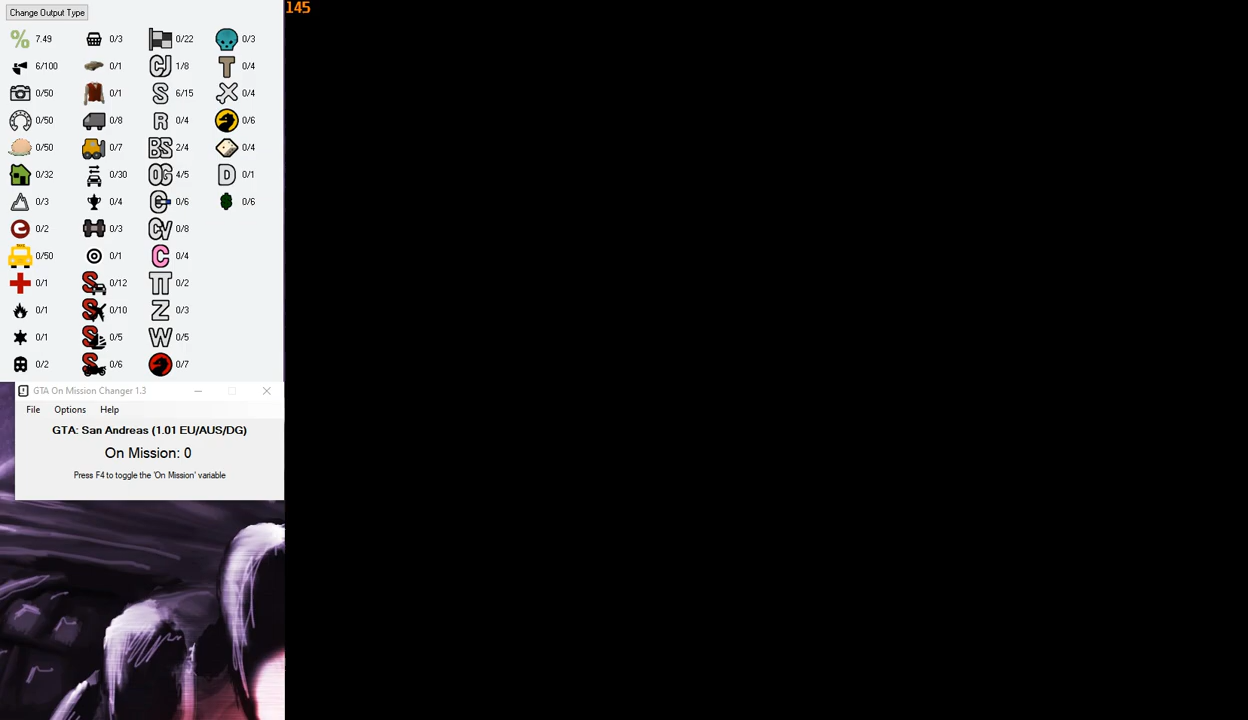 Change Output Type
145
% 7.49
0/3
0/22
0/3
6/100
0/1
CJ 1/8
T 0/4
0/50
0/1
S 6/15
0/4
0/50
0/8
R 0/4
0/6
0/50
0/7
BS 2/4
0/4
0/32
0/30
OG 4/5
D 0/1
0/3
0/4
C 0/6
$ 0/6
0/2
0/3
CV 0/8
TAXI 0/50
0/1
C 0/4
0/1
S 0/12
0/2
0/1
S 0/10
Z 0/3
0/1
S 0/5
W 0/5
0/2
S 0/6
0/7
GTA On Mission Changer 1.3
File Options Help
GTA: San Andreas (1.01 EU/AUS/DG)
On Mission: 0
Press F4 to toggle the 'On Mission' variable